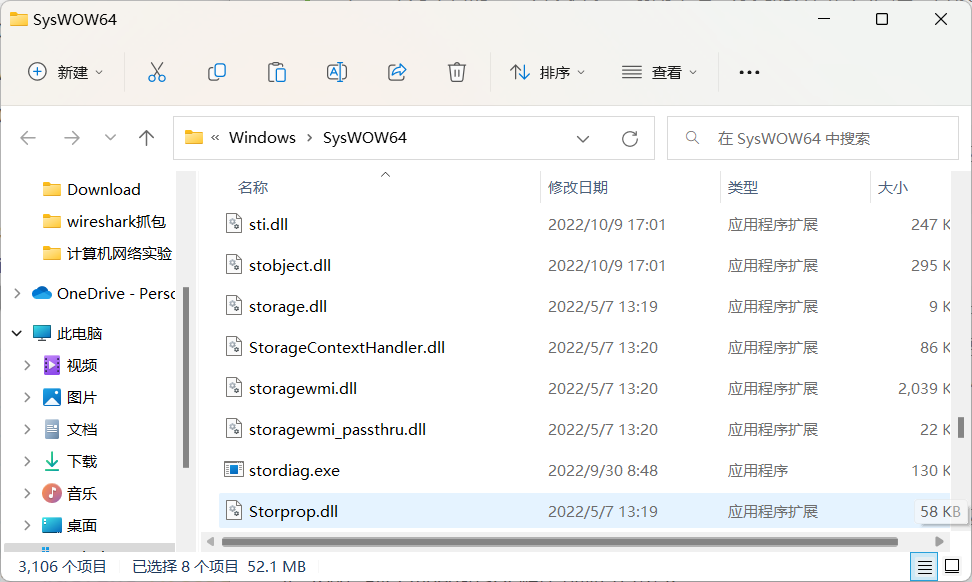 SysWOW64
新建 排序 查看
« Windows > SysWOW64 在 SysWOW64 中搜索
Download
wireshark抓包
计算机网络实验
OneDrive - Persc
此电脑
视频
图片
文档
下载
音乐
桌面
名称 修改日期 类型 大小
sti.dll 2022/10/9 17:01 应用程序扩展 247 K
stobject.dll 2022/10/9 17:01 应用程序扩展 295 K
storage.dll 2022/5/7 13:19 应用程序扩展 9 K
StorageContextHandler.dll 2022/5/7 13:20 应用程序扩展 86 K
storagewmi.dll 2022/5/7 13:20 应用程序扩展 2,039 K
storagewmi_passthru.dll 2022/5/7 13:20 应用程序扩展 22 K
stordiag.exe 2022/9/30 8:48 应用程序 130 K
Storprop.dll 2022/5/7 13:19 应用程序扩展 58 KB
3,106 个项目 已选择 8 个项目 52.1 MB